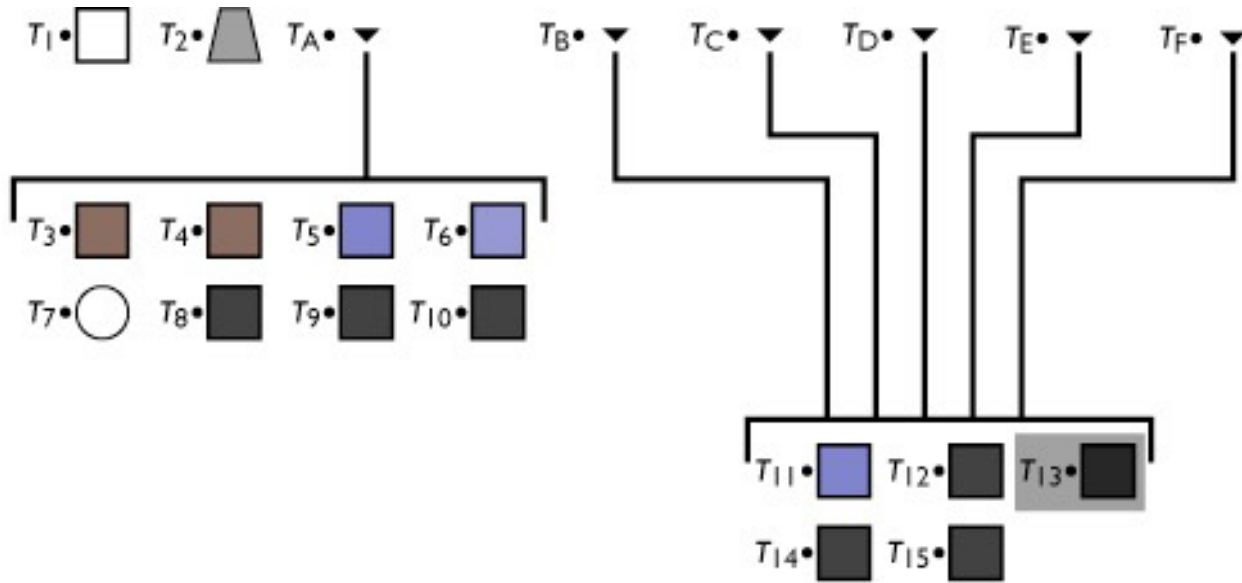 T1• T2• TA• TB• TC• TD• TE• TF•
T3• T4• T5• T6•
T7• T8• T9• T10•
T11• T12• T13•
T14• T15•